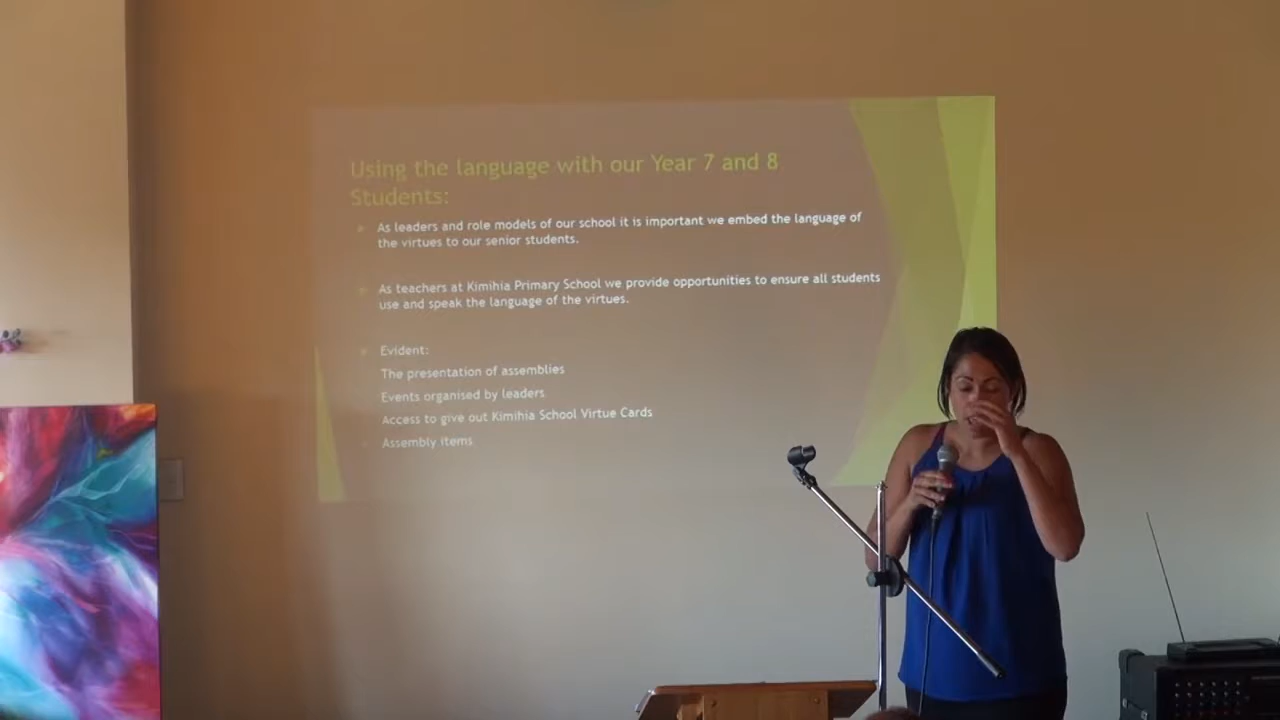 Using the language with our Year 7 and 8
Students:
As leaders and role models of our school it is important we embed the language of
the virtues to our senior students.
As teachers at Kimihia Primary School we provide opportunities to ensure all students
use and speak the language of the virtues.
Evident:
The presentation of assemblies
Events organised by leaders
Access to give out Kimihia School Virtue Cards
Assembly items